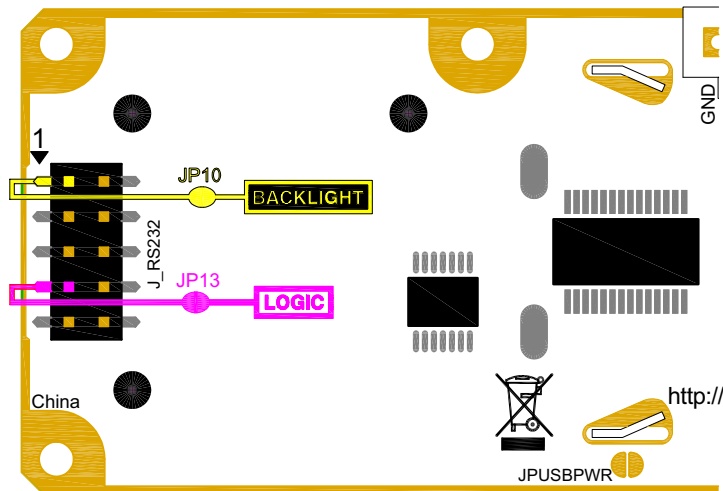 GND
1
JP10
BACKLIGHT
J_RS232
JP13
LOGIC
China
http://
JPUSBPWR